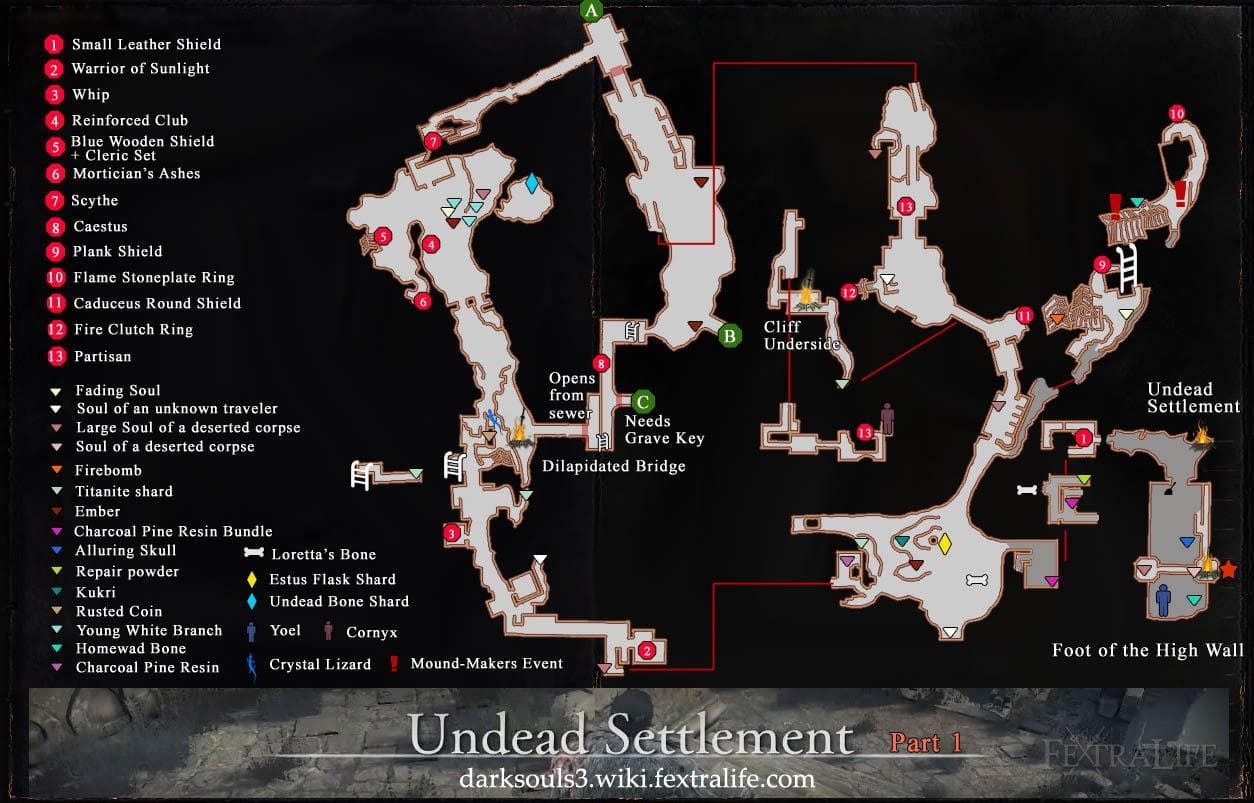 1 Small Leather Shield
2 Warrior of Sunlight
3 Whip
4 Reinforced Club
5 Blue Wooden Shield
+ Cleric Set
6 Mortician's Ashes
7 Scythe
8 Caestus
9 Plank Shield
10 Flame Stoneplate Ring
11 Caduceus Round Shield
12 Fire Clutch Ring
13 Partisan
Fading Soul
Soul of an unknown traveler
Large Soul of a deserted corpse
Soul of a deserted corpse
Firebomb
Titanite shard
Ember
Charcoal Pine Resin Bundle
Alluring Skull
Repair powder
Kukri
Rusted Coin
Young White Branch
Homewad Bone
Charcoal Pine Resin
Loretta's Bone
Estus Flask Shard
Undead Bone Shard
Yoel
Cornyx
Crystal Lizard
! Mound-Makers Event
A
7
5
4
6
3
2
8
B
C
Opens
from
sewer
Needs
Grave Key
Dilapidated Bridge
Cliff
Underside
12
13
13
11
10
!
!
9
1
Undead
Settlement
Foot of the High Wall
Undead Settlement Part 1
darksouls3.wiki.fextralife.com
FEXTRALIFE